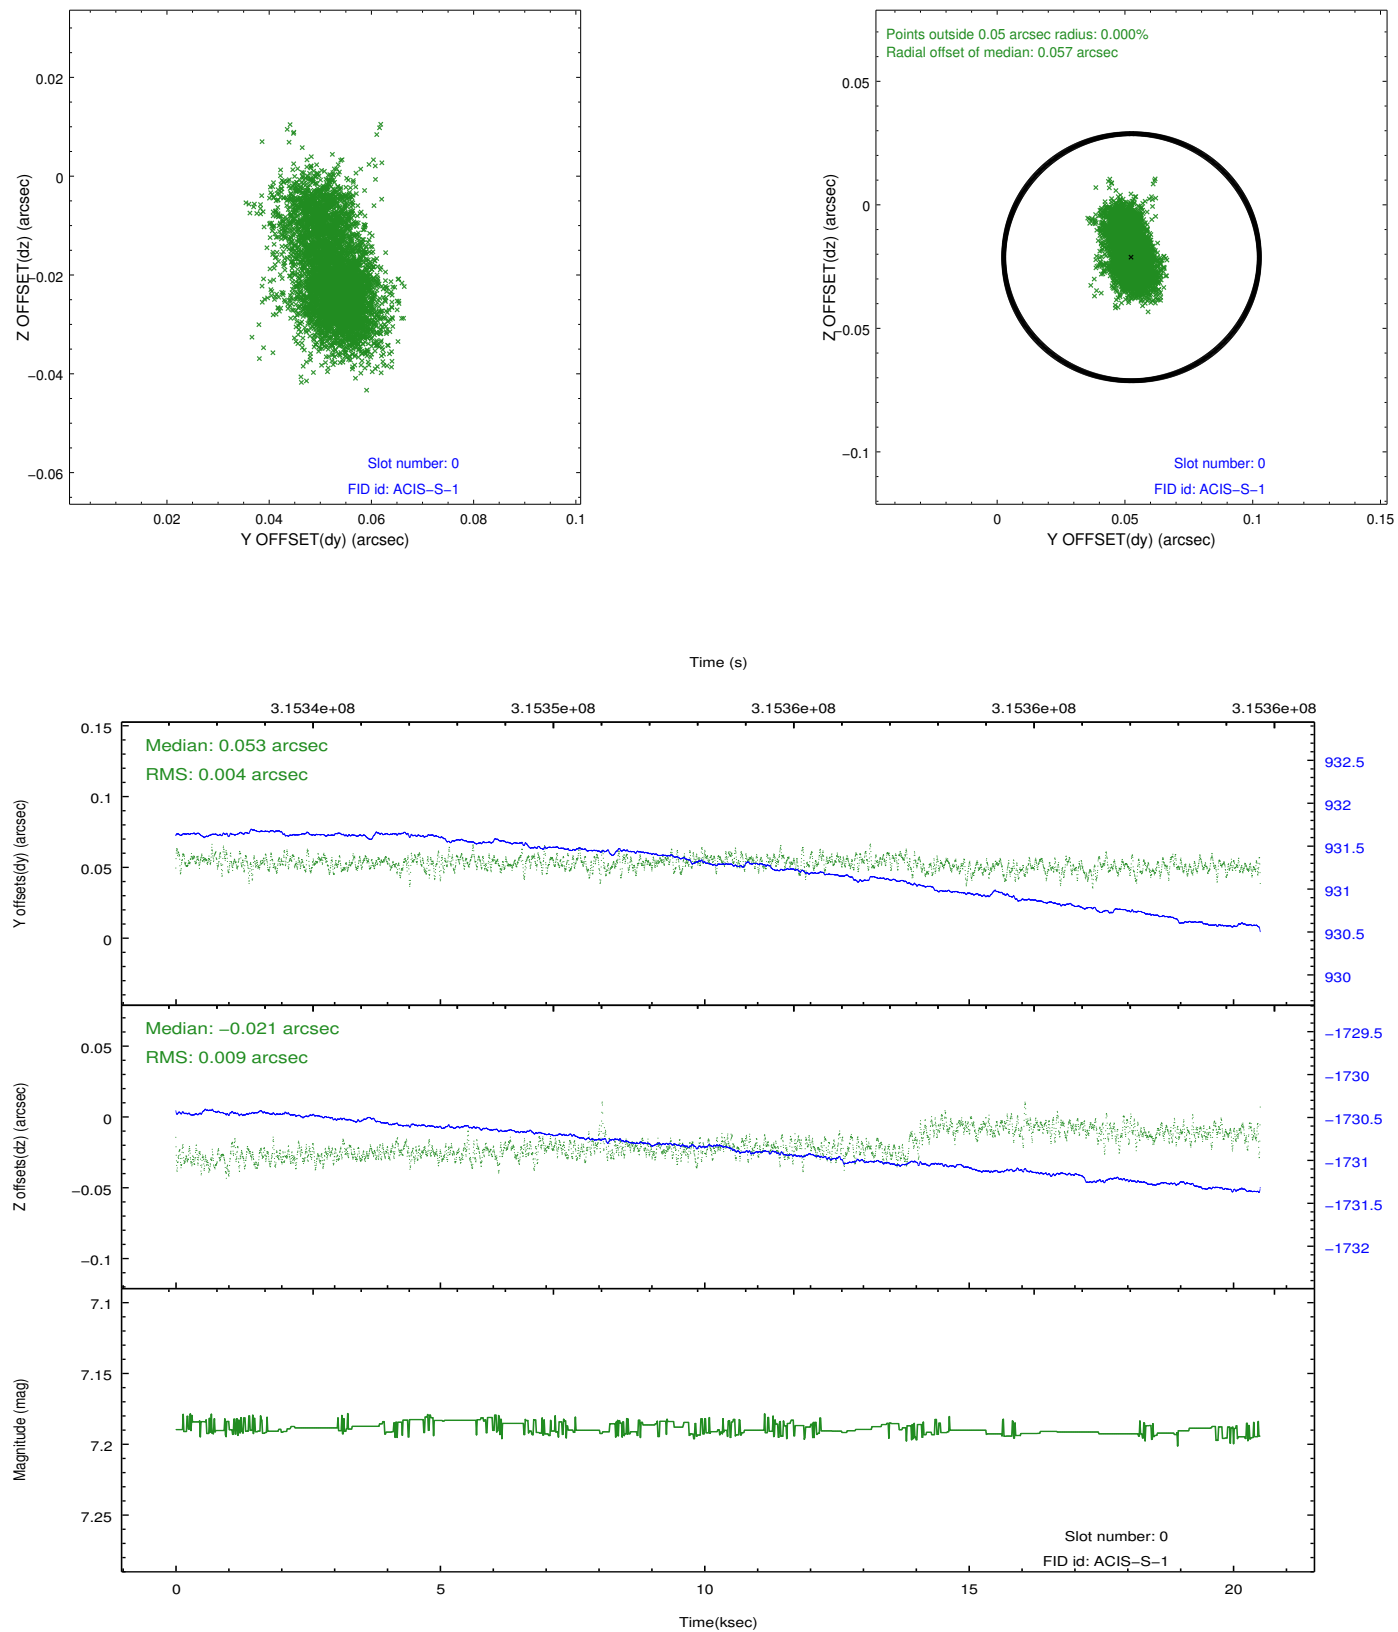 0.02
0
−0.02
−0.04
−0.06
Z OFFSET(dz) (arcsec)
Slot number: 0
FID id: ACIS−S−1
0.02
0.04
0.06
0.08
0.1
Y OFFSET(dy) (arcsec)
Points outside 0.05 arcsec radius: 0.000%
Radial offset of median: 0.057 arcsec
0.05
0
−0.05
−0.1
Z OFFSET(dz) (arcsec)
Slot number: 0
FID id: ACIS−S−1
0
0.05
0.1
0.15
Y OFFSET(dy) (arcsec)
Time (s)
3.1534e+08
3.1535e+08
3.1536e+08
3.1536e+08
3.1536e+08
Median: 0.053 arcsec
RMS: 0.004 arcsec
0.15
0.1
0.05
0
Y offsets(dy) (arcsec)
932.5
932
931.5
931
930.5
930
Median: −0.021 arcsec
RMS: 0.009 arcsec
0.05
0
−0.05
−0.1
Z offsets(dz) (arcsec)
−1729.5
−1730
−1730.5
−1731
−1731.5
−1732
7.1
7.15
7.2
7.25
Magnitude (mag)
Slot number: 0
FID id: ACIS−S−1
0
5
10
15
20
Time(ksec)